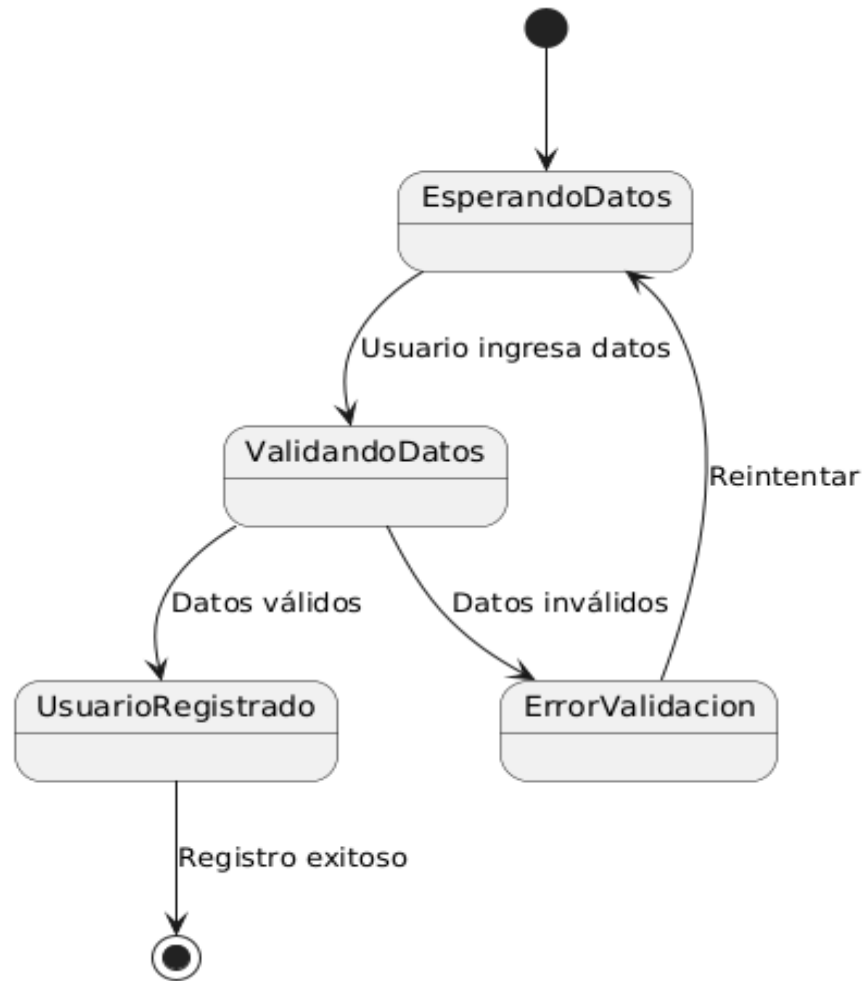 EsperandoDatos
Usuario ingresa datos
ValidandoDatos
Reintentar
Datos válidos
Datos inválidos
UsuarioRegistrado
ErrorValidacion
Registro exitoso